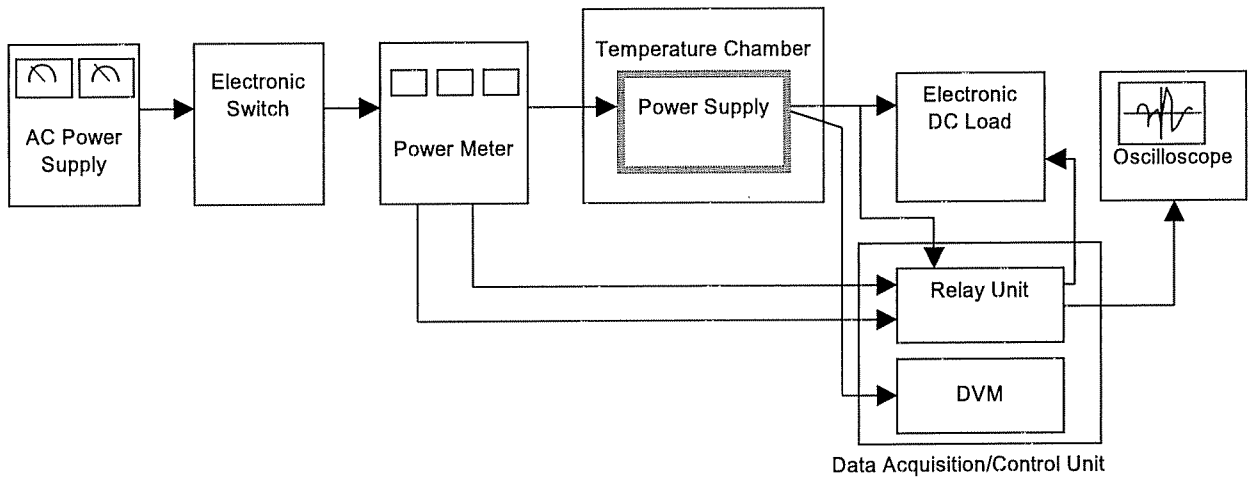 AC Power
Supply
Electronic
Switch
Power Meter
Temperature Chamber
Power Supply
Electronic
DC Load
Oscilloscope
Relay Unit
DVM
Data Acquisition/Control Unit